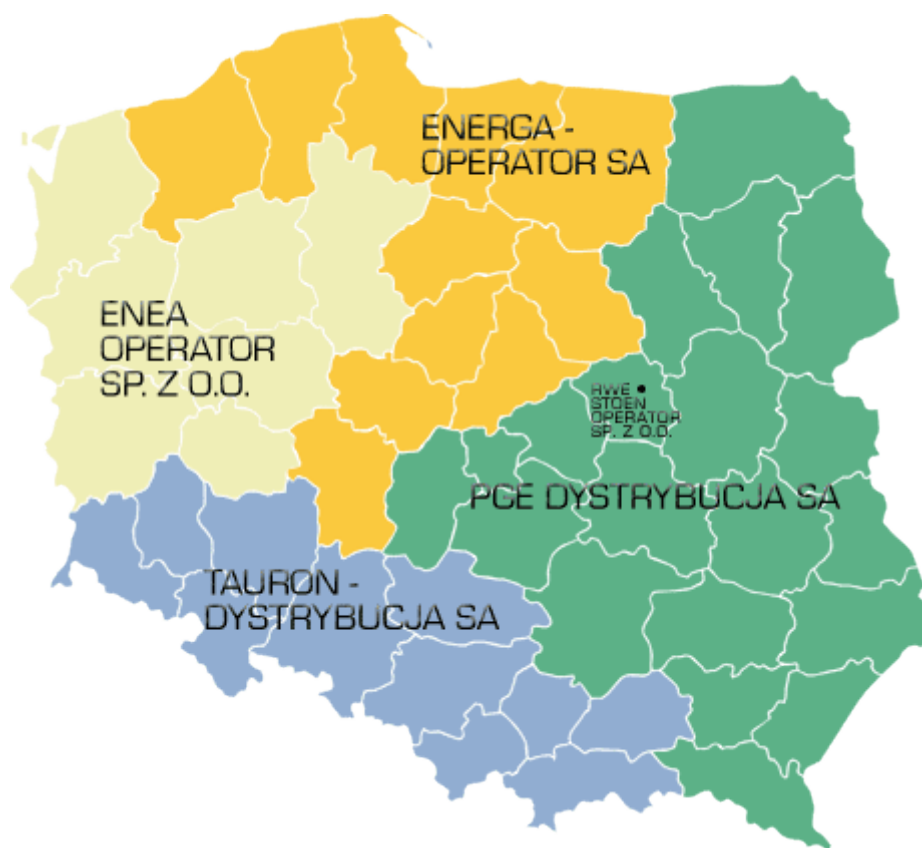 ENERGA -
OPERATOR SA
ENEA
OPERATOR
SP. Z O.O.
RWE
STOEN
OPERATOR
SP. Z O.O.
PGE DYSTRYBUCJA SA
TAURON -
DYSTRYBUCJA SA